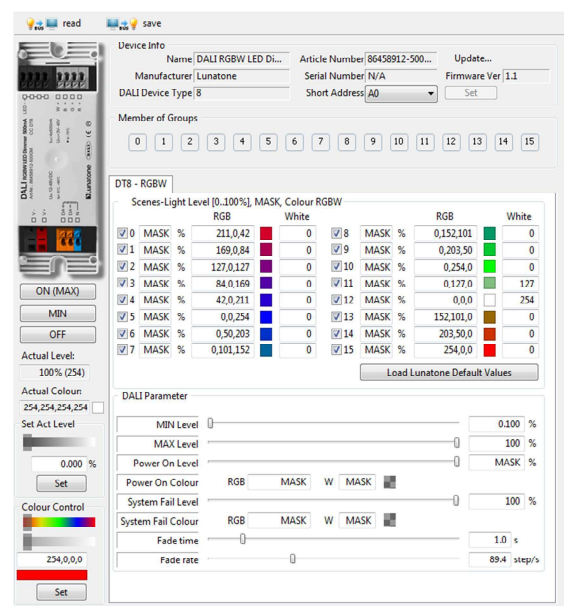 read save
Device Info
Name DALI RGBW LED Di... Article Number 86458912-500... Update...
Manufacturer Lunatone Serial Number N/A Firmware Ver 1.1
DALI Device Type 8 Short Address A0 Set
Member of Groups
0 1 2 3 4 5 6 7 8 9 10 11 12 13 14 15
DT8 - RGBW
Scenes-Light Level [0..100%], MASK, Colour RGBW
RGB White RGB White
0 MASK % 211,0,42 0 8 MASK % 0,152,101 0
1 MASK % 169,0,84 0 9 MASK % 0,203,50 0
2 MASK % 127,0,127 0 10 MASK % 0,254,0 0
3 MASK % 84,0,169 0 11 MASK % 0,127,0 127
4 MASK % 42,0,211 0 12 MASK % 0,0,0 254
5 MASK % 0,0,254 0 13 MASK % 152,101,0 0
6 MASK % 0,50,203 0 14 MASK % 203,50,0 0
7 MASK % 0,101,152 0 15 MASK % 254,0,0 0
Load Lunatone Default Values
DALI Parameter
MIN Level 0.100 %
MAX Level 100 %
Power On Level MASK %
Power On Colour RGB MASK W MASK
System Fail Level 100 %
System Fail Colour RGB MASK W MASK
Fade time 1.0 s
Fade rate 89.4 step/s
DALI RGBW LED Dimmer 500mA
Lunatone
ON (MAX)
MIN
OFF
Actual Level:
100% (254)
Actual Colour:
254,254,254,254
Set Act Level
0.000 %
Set
Colour Control
254,0,0,0
Set